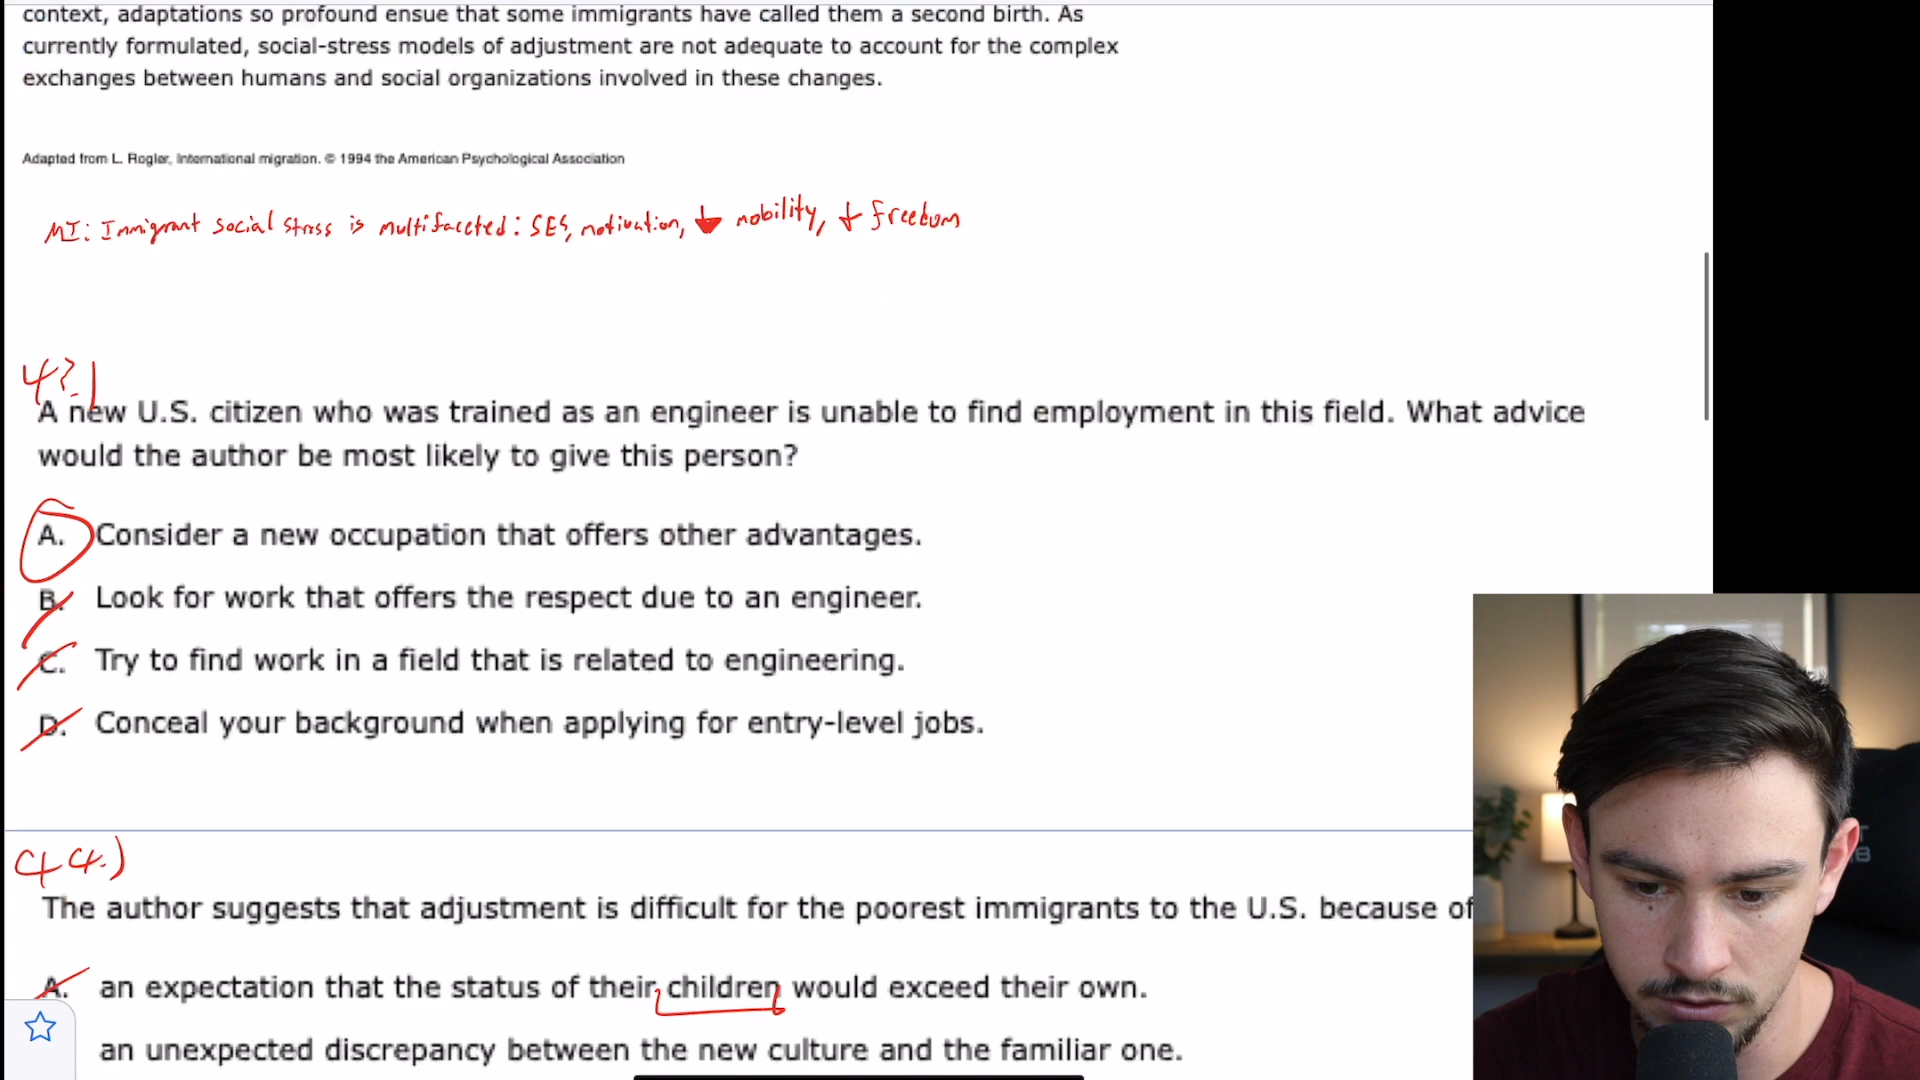 context, adaptations so profound ensue that some immigrants have called them a second birth. As
currently formulated, social-stress models of adjustment are not adequate to account for the complex
exchanges between humans and social organizations involved in these changes.
Adapted from L. Rogler, International migration. © 1994 the American Psychological Association
MI: Immigrant social stress is multifaceted: SES, motivation, ↓ mobility, + freedom
4?.)
A new U.S. citizen who was trained as an engineer is unable to find employment in this field. What advice
would the author be most likely to give this person?
A. Consider a new occupation that offers other advantages.
B. Look for work that offers the respect due to an engineer.
C. Try to find work in a field that is related to engineering.
D. Conceal your background when applying for entry-level jobs.
44.)
The author suggests that adjustment is difficult for the poorest immigrants to the U.S. because of
A. an expectation that the status of their children would exceed their own.
an unexpected discrepancy between the new culture and the familiar one.